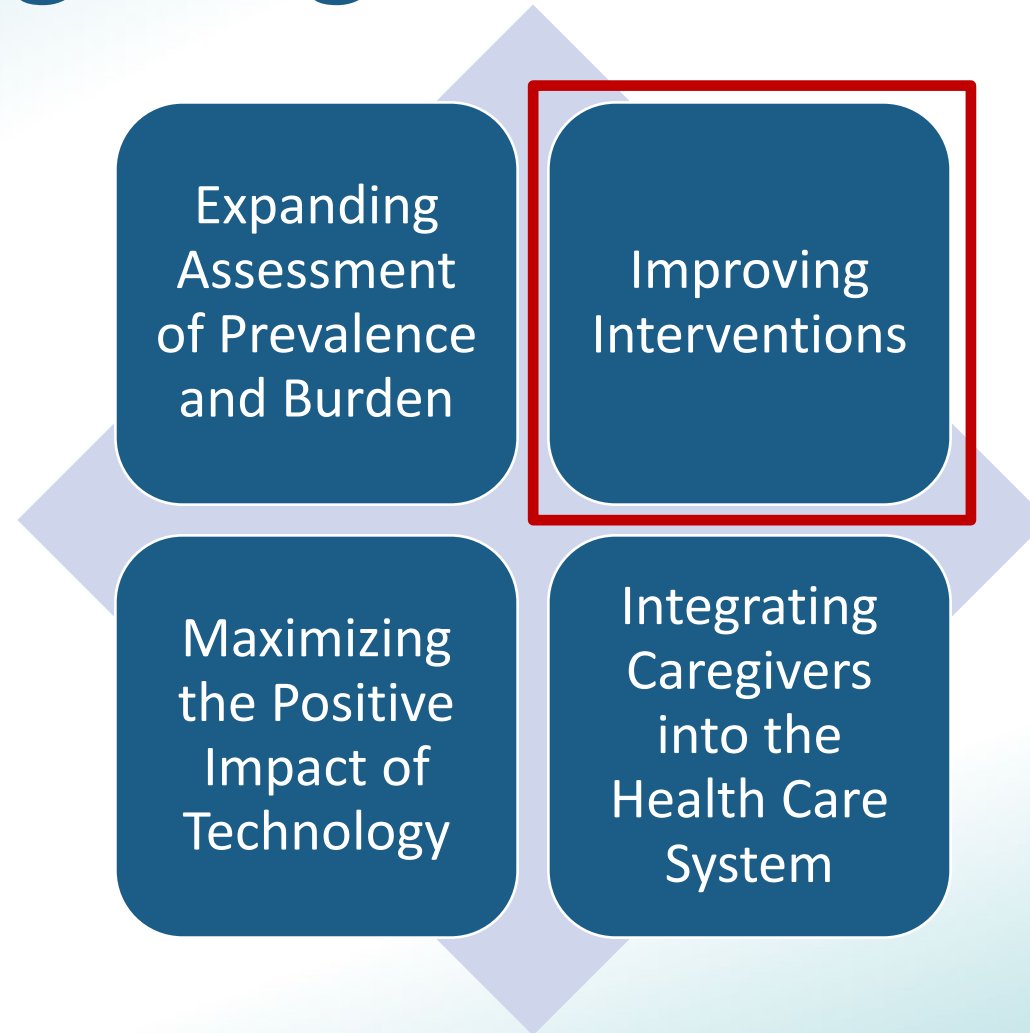 Expanding
Assessment
of Prevalence
and Burden
Improving
Interventions
Maximizing
the Positive
Impact of
Technology
Integrating
Caregivers
into the
Health Care
System